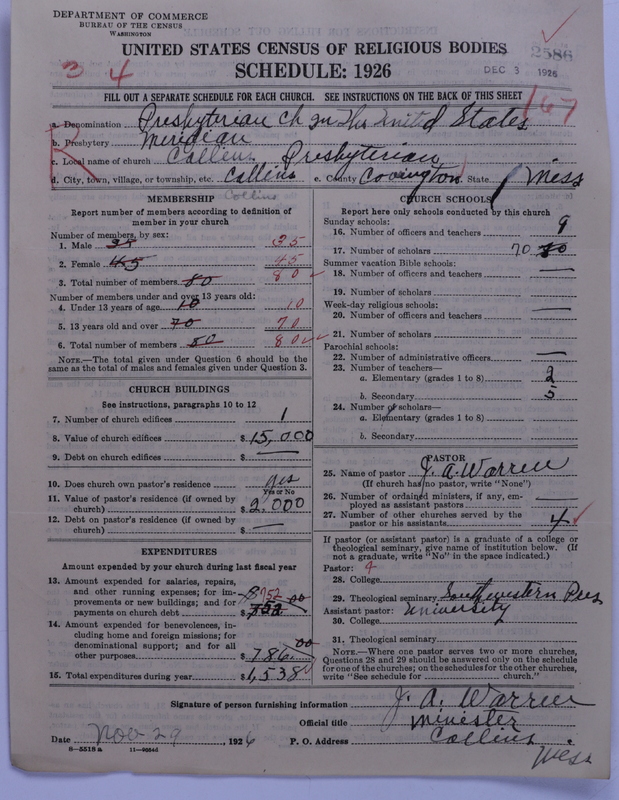 DEPARTMENT OF COMMERCE
BUREAU OF THE CENSUS
WASHINGTON
UNITED STATES CENSUS OF RELIGIOUS BODIES
SCHEDULE: 1926
2586
DEC 3 1926
3 4
FILL OUT A SEPARATE SCHEDULE FOR EACH CHURCH. SEE INSTRUCTIONS ON THE BACK OF THIS SHEET
167
R
a. Denomination Presbyterian Ch in The United States
b. Presbytery Meridian
c. Local name of church Collins Presbyterian
d. City, town, village, or township, etc. Collins e. County Covington State Miss
Collins
MEMBERSHIP
Report number of members according to definition of member in your church
Number of members, by sex:
1. Male 35 35
2. Female 45 45
3. Total number of members 80 80
Number of members under and over 13 years old:
4. Under 13 years of age 10 10
5. 13 years old and over 70 70
6. Total number of members 80 80
NOTE.—The total given under Question 6 should be the same as the total of males and females given under Question 3.
CHURCH BUILDINGS
See instructions, paragraphs 10 to 12
7. Number of church edifices 1
8. Value of church edifices $ 15,000
9. Debt on church edifices $ —
10. Does church own pastor's residence yes
Yes or No
11. Value of pastor's residence (if owned by church) $ 2,000
12. Debt on pastor's residence (if owned by church) $ —
EXPENDITURES
Amount expended by your church during last fiscal year
13. Amount expended for salaries, repairs, and other running expenses; for improvements or new buildings; and for payments on church debt $ 752 00
14. Amount expended for benevolences, including home and foreign missions; for denominational support; and for all other purposes $ 786. 00
15. Total expenditures during year $ 1,538
CHURCH SCHOOLS
Report here only schools conducted by this church
Sunday schools:
16. Number of officers and teachers 9
17. Number of scholars 70
Summer vacation Bible schools:
18. Number of officers and teachers —
19. Number of scholars
Week-day religious schools:
20. Number of officers and teachers —
21. Number of scholars
Parochial schools:
22. Number of administrative officers —
23. Number of teachers—
a. Elementary (grades 1 to 8) 2
b. Secondary 5
24. Number of scholars—
a. Elementary (grades 1 to 8)
b. Secondary
PASTOR
25. Name of pastor J. A. Warren
(If church has no pastor, write "None")
26. Number of ordained ministers, if any, employed as assistant pastors —
27. Number of other churches served by the pastor or his assistants 4
If pastor (or assistant pastor) is a graduate of a college or theological seminary, give name of institution below. (If not a graduate, write "No" in the space indicated.)
Pastor: 4
28. College
29. Theological seminary Southwestern Pres
Assistant pastor: University
30. College
31. Theological seminary
NOTE.—Where one pastor serves two or more churches, Questions 28 and 29 should be answered only on the schedule for one of the churches; on the schedules for the other churches, write "See schedule for church."
Signature of person furnishing information J. A. Warren
Official title Minister
Date Nov 29, 1926 P. O. Address Collins
Miss
8—5518 a